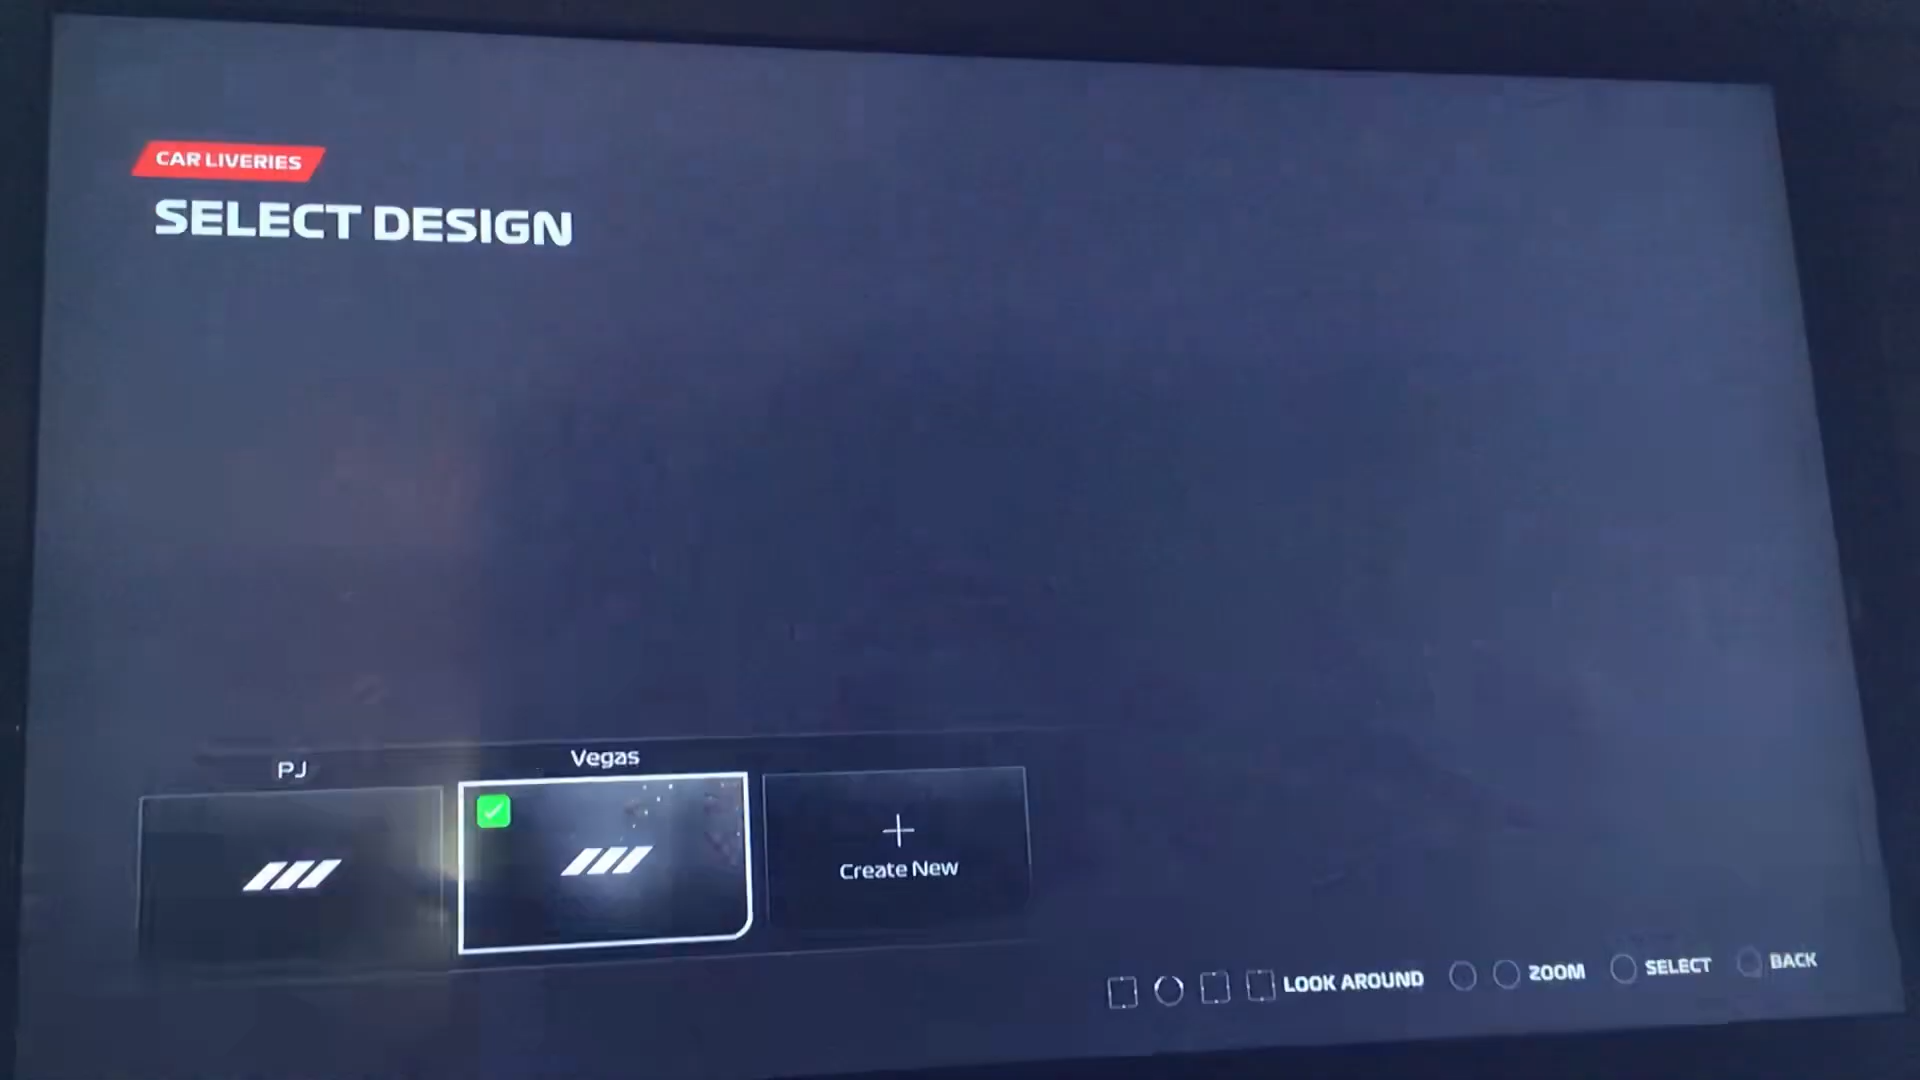 CAR LIVERIES
SELECT DESIGN
PJ
Vegas
Create New
LOOK AROUND
ZOOM
SELECT
BACK